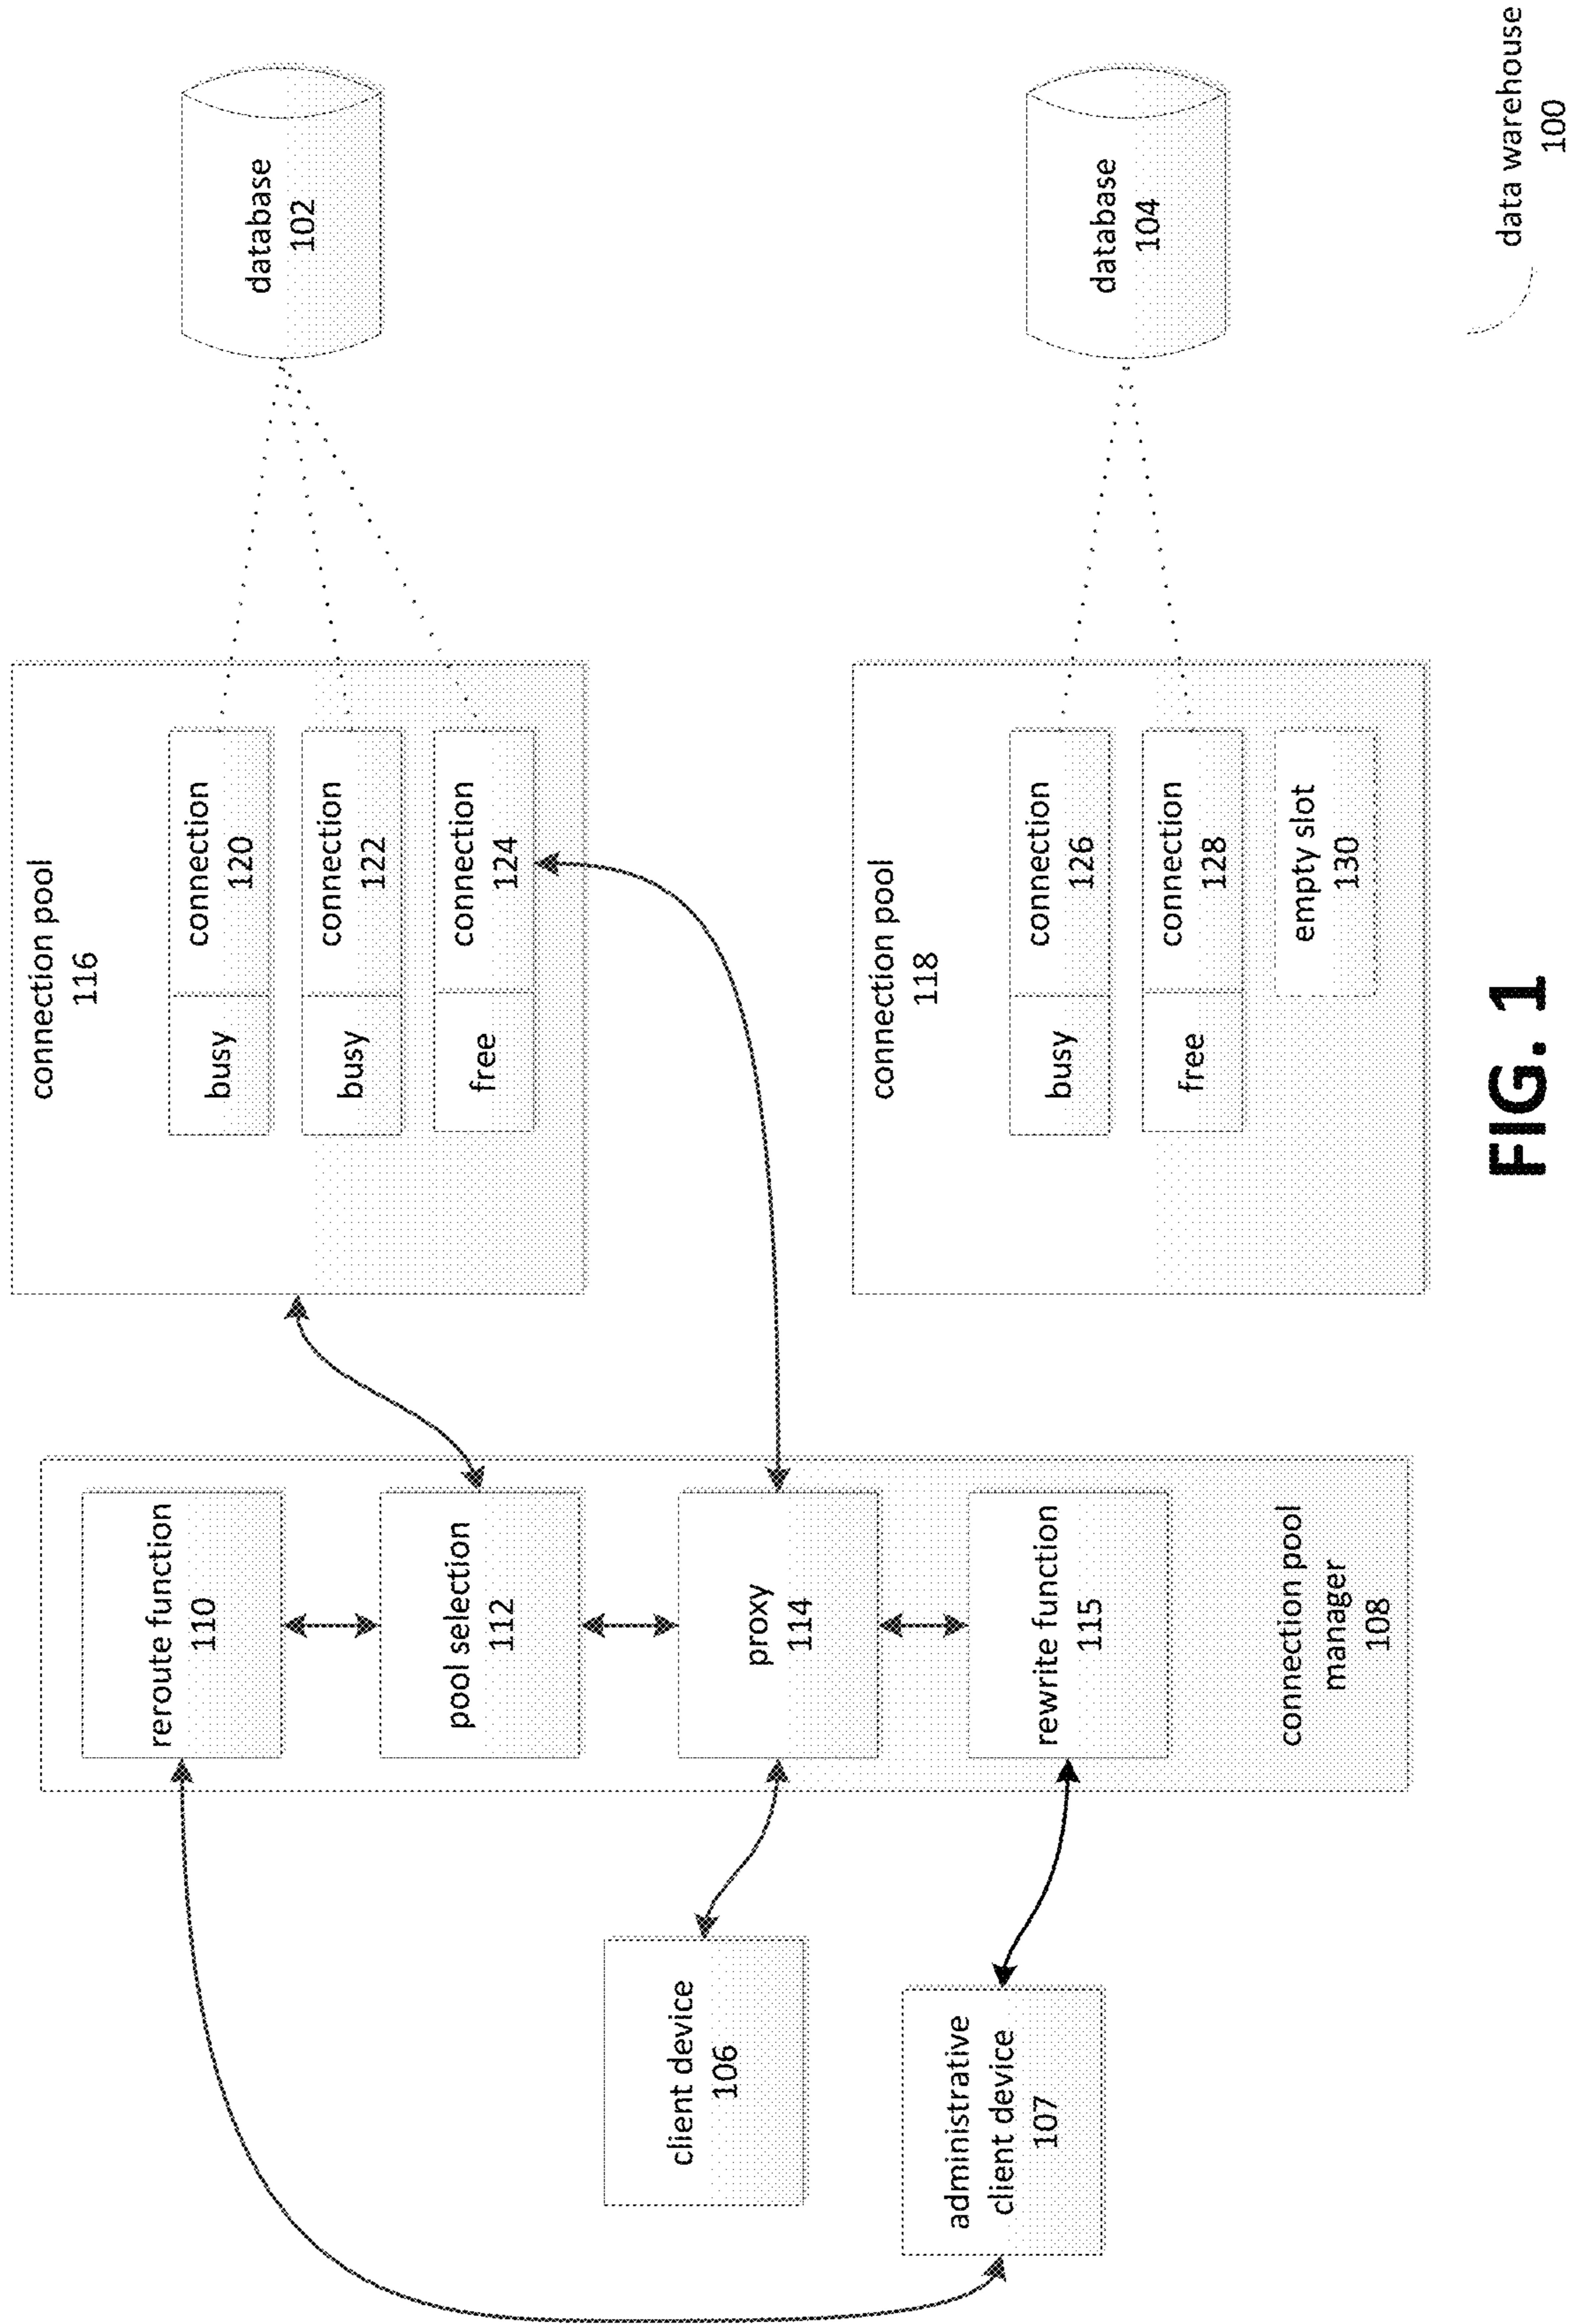 reroute function
110
pool selection
112
proxy
114
rewrite function
115
connection pool
manager
108
client device
106
administrative
client device
107
connection pool
116
busy
connection
120
busy
connection
122
free
connection
124
connection pool
118
busy
connection
126
free
connection
128
empty slot
130
database
102
database
104
data warehouse
100
FIG. 1